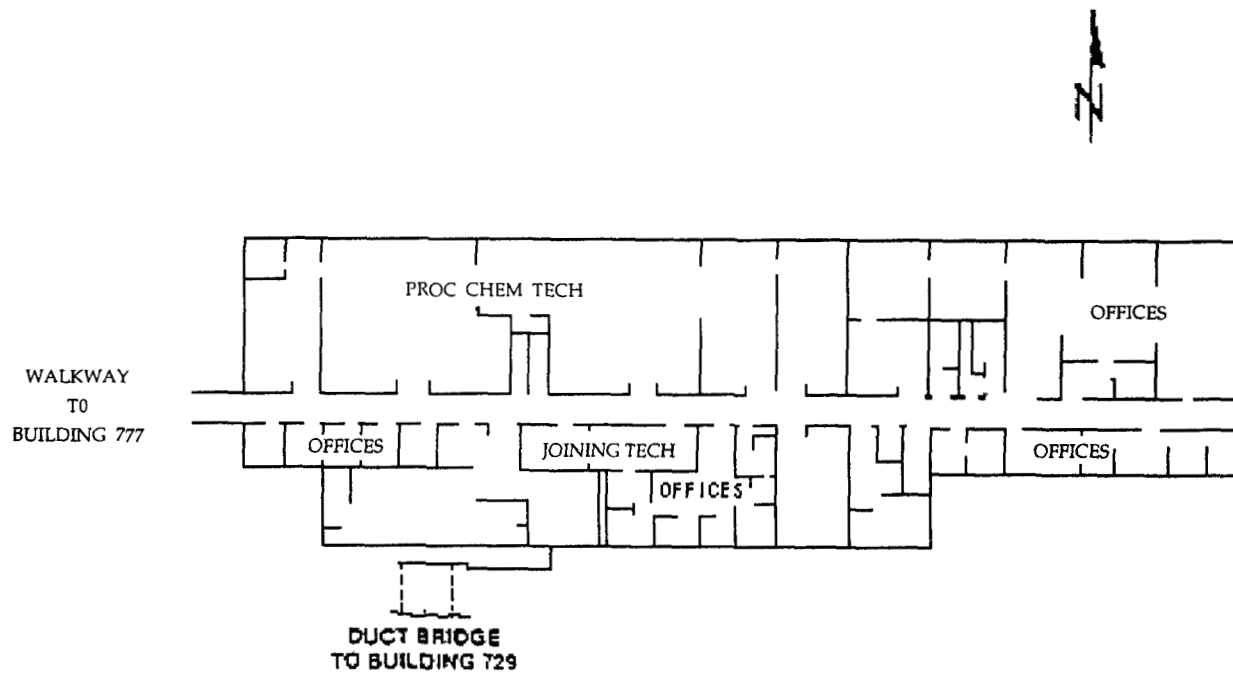 N
PROC CHEM TECH
OFFICES
WALKWAY
TO
BUILDING 777
OFFICES
JOINING TECH
OFFICES
OFFICES
DUCT BRIDGE
TO BUILDING 729